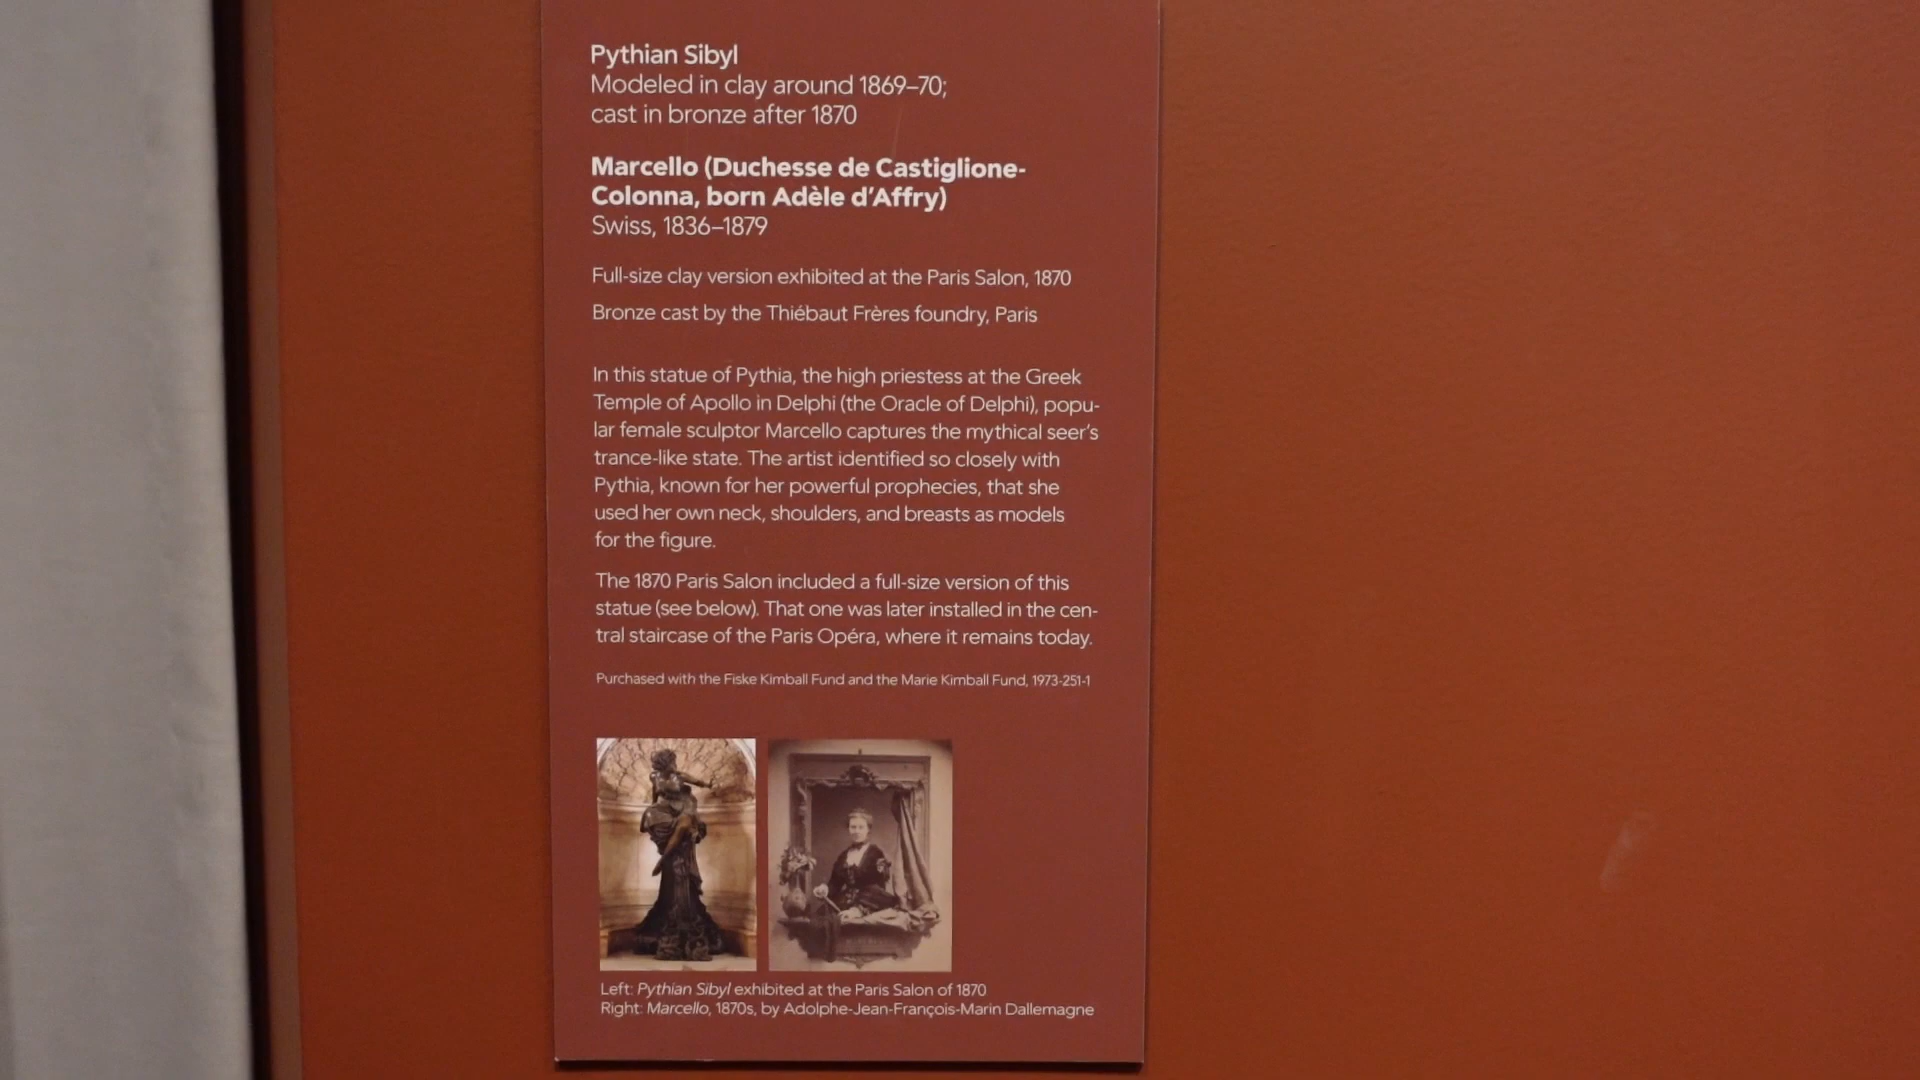 Pythian Sibyl
Modeled in clay around 1869–70;
cast in bronze after 1870
Marcello (Duchesse de Castiglione-
Colonna, born Adèle d’Affry)
Swiss, 1836–1879
Full-size clay version exhibited at the Paris Salon, 1870
Bronze cast by the Thiébaut Frères foundry, Paris
In this statue of Pythia, the high priestess at the Greek
Temple of Apollo in Delphi (the Oracle of Delphi), popu-
lar female sculptor Marcello captures the mythical seer’s
trance-like state. The artist identified so closely with
Pythia, known for her powerful prophecies, that she
used her own neck, shoulders, and breasts as models
for the figure.
The 1870 Paris Salon included a full-size version of this
statue (see below). That one was later installed in the cen-
tral staircase of the Paris Opéra, where it remains today.
Purchased with the Fiske Kimball Fund and the Marie Kimball Fund, 1973-251-1
Left: Pythian Sibyl exhibited at the Paris Salon of 1870
Right: Marcello, 1870s, by Adolphe-Jean-François-Marin Dallemagne